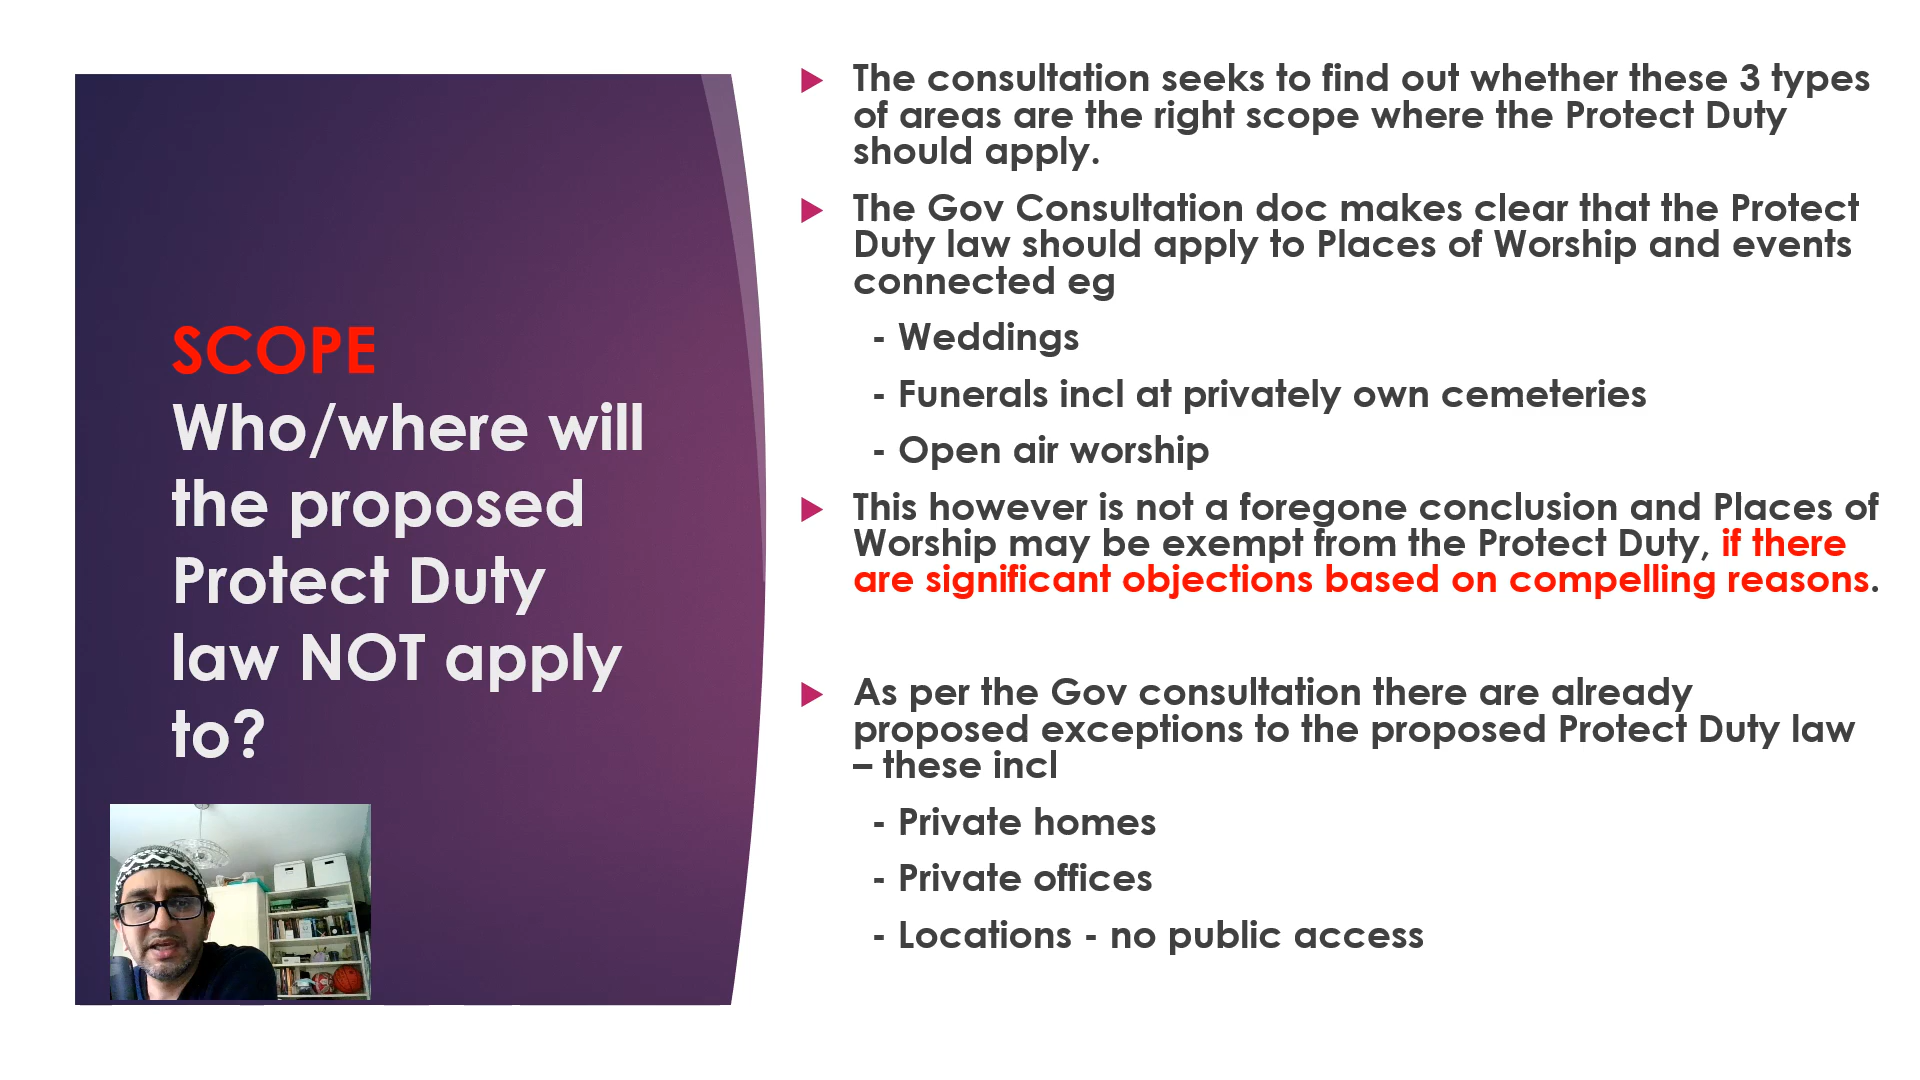 SCOPE
Who/where will
the proposed
Protect Duty
law NOT apply
to?
The consultation seeks to find out whether these 3 types
of areas are the right scope where the Protect Duty
should apply.
The Gov Consultation doc makes clear that the Protect
Duty law should apply to Places of Worship and events
connected eg
- Weddings
- Funerals incl at privately own cemeteries
- Open air worship
This however is not a foregone conclusion and Places of
Worship may be exempt from the Protect Duty, if there
are significant objections based on compelling reasons.
As per the Gov consultation there are already
proposed exceptions to the proposed Protect Duty law
– these incl
- Private homes
- Private offices
- Locations - no public access